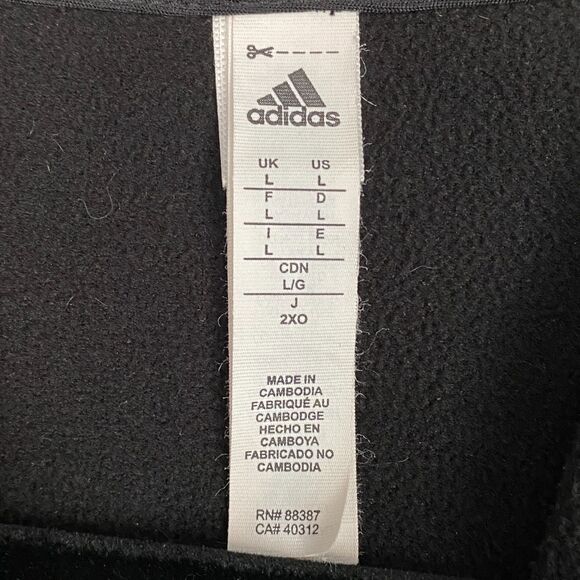 adidas
UK US
L L
F D
L L
I E
L L
CDN
L/G
J
2XO
MADE IN
CAMBODIA
FABRIQUÉ AU
CAMBODGE
HECHO EN
CAMBOYA
FABRICADO NO
CAMBODIA
RN# 88387
CA# 40312